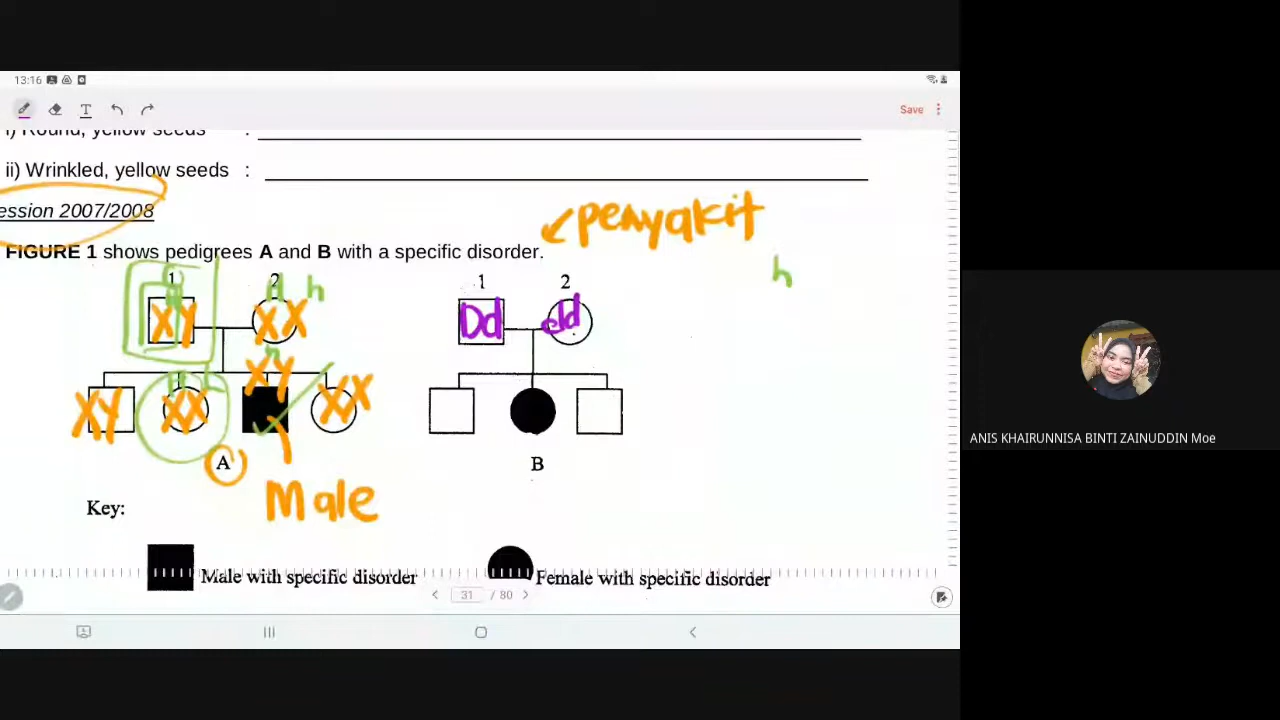 13:16
Save
i) Round, yellow seeds :
ii) Wrinkled, yellow seeds :
ession 2007/2008
penyakit
FIGURE 1 shows pedigrees A and B with a specific disorder.
h
1 2 h 1 2
XY XX Dd dd
XY
XY XX XX
A B
Male
Key:
Male with specific disorder Female with specific disorder
31 / 80
ANIS KHAIRUNNISA BINTI ZAINUDDIN Moe